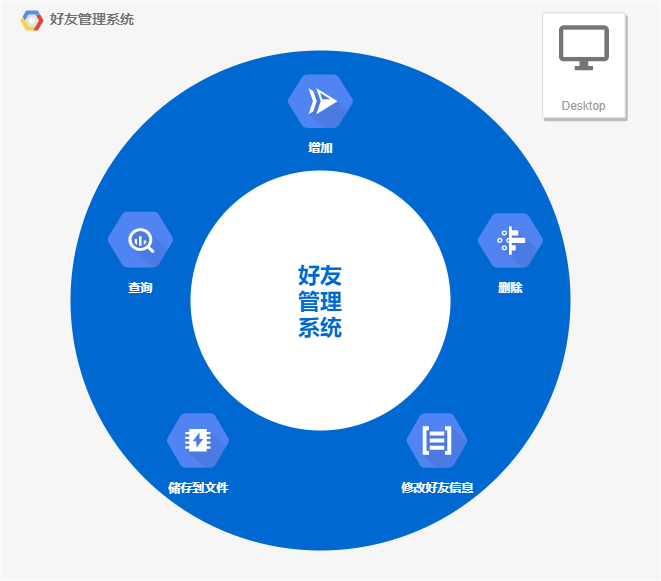 好友管理系统
Desktop
增加
查询
删除
好友
管理
系统
储存到文件
修改好友信息